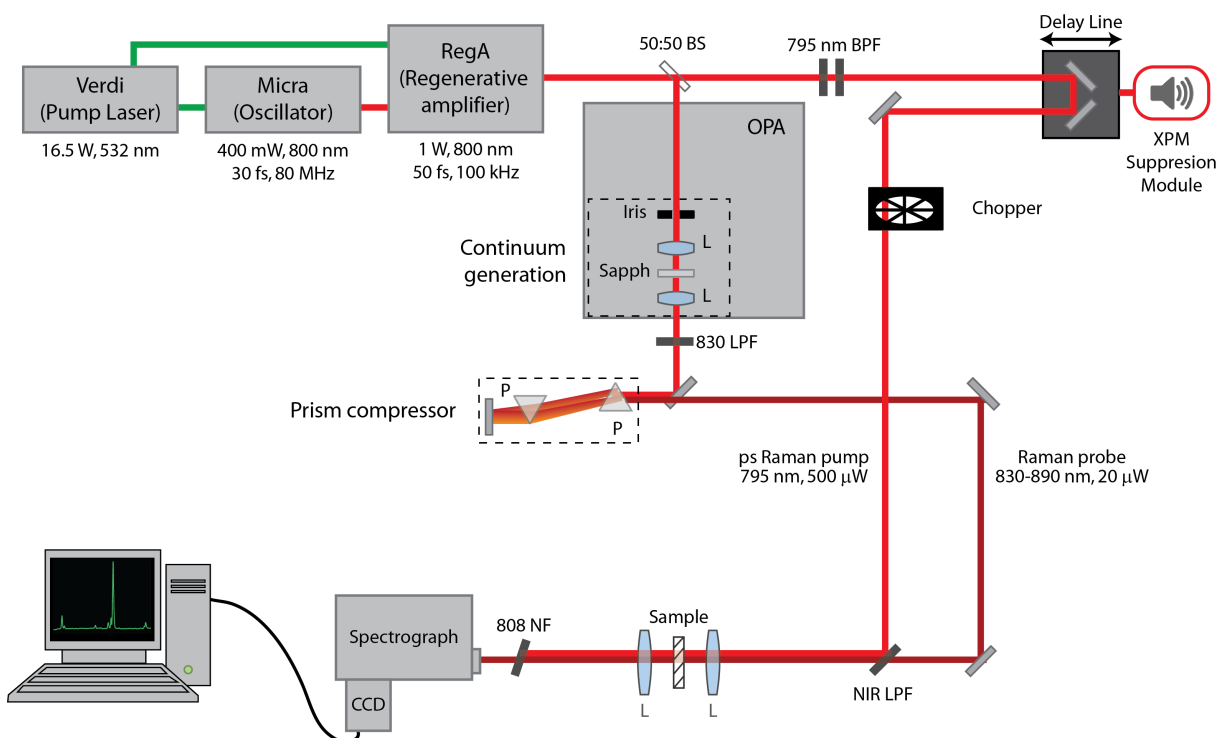 Verdi
(Pump Laser)
16.5 W, 532 nm
Micra
(Oscillator)
400 mW, 800 nm
30 fs, 80 MHz
RegA
(Regenerative
amplifier)
1 W, 800 nm
50 fs, 100 kHz
50:50 BS
795 nm BPF
Delay Line
XPM
Suppresion
Module
OPA
Chopper
Continuum
generation
Iris
L
Sapph
L
830 LPF
Prism compressor
P
P
ps Raman pump
795 nm, 500 μW
Raman probe
830-890 nm, 20 μW
Spectrograph
CCD
808 NF
Sample
L
L
NIR LPF